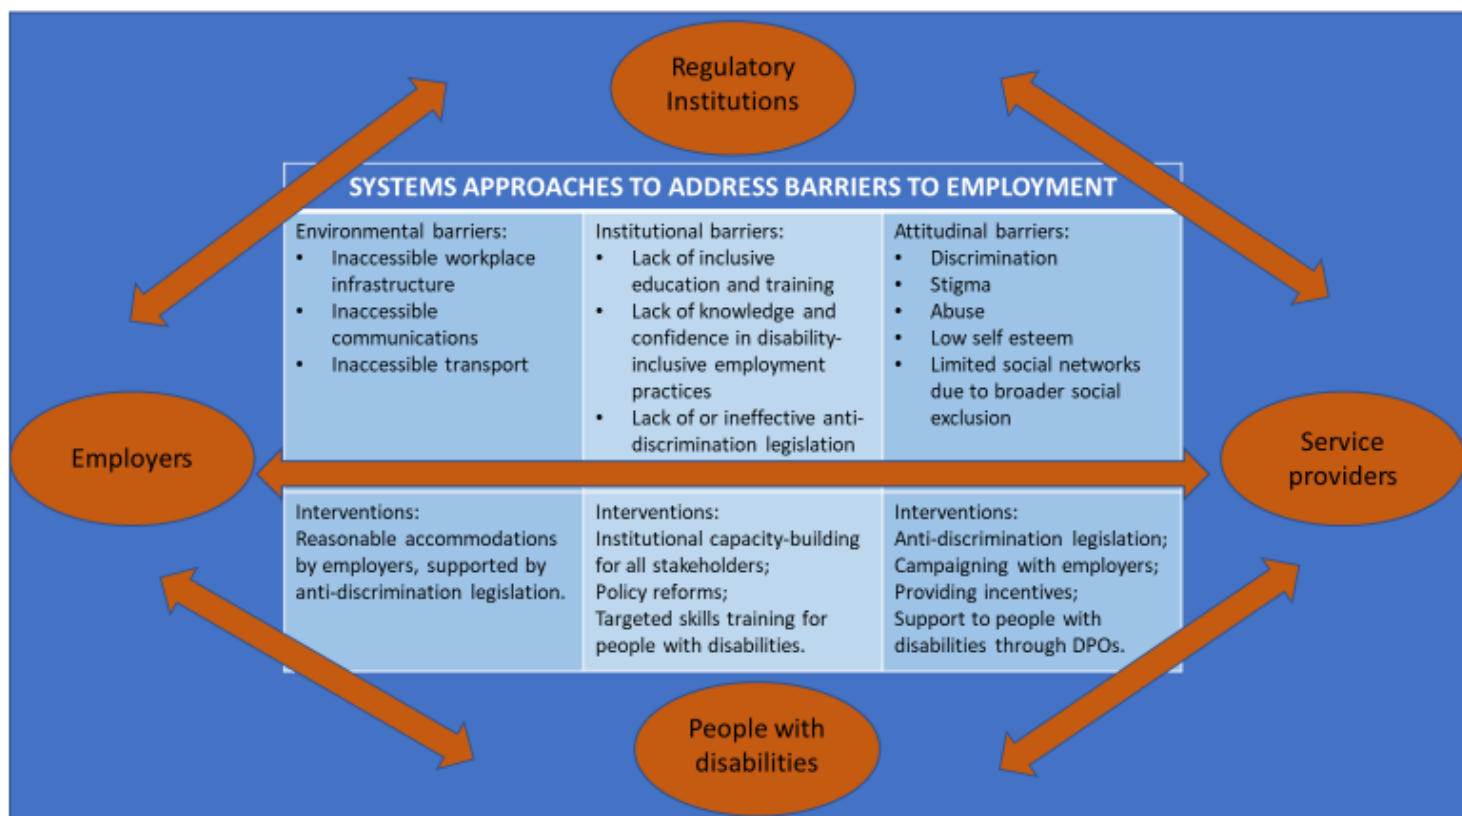 Regulatory
Institutions
SYSTEMS APPROACHES TO ADDRESS BARRIERS TO EMPLOYMENT
Environmental barriers:
• Inaccessible workplace
infrastructure
• Inaccessible
communications
• Inaccessible transport
Institutional barriers:
• Lack of inclusive
education and training
• Lack of knowledge and
confidence in disability-
inclusive employment
practices
• Lack of or ineffective anti-
discrimination legislation
Attitudinal barriers:
• Discrimination
• Stigma
• Abuse
• Low self esteem
• Limited social networks
due to broader social
exclusion
Employers
Service
providers
Interventions:
Reasonable accommodations
by employers, supported by
anti-discrimination legislation.
Interventions:
Institutional capacity-building
for all stakeholders;
Policy reforms;
Targeted skills training for
people with disabilities.
Interventions:
Anti-discrimination legislation;
Campaigning with employers;
Providing incentives;
Support to people with
disabilities through DPOs.
People with
disabilities